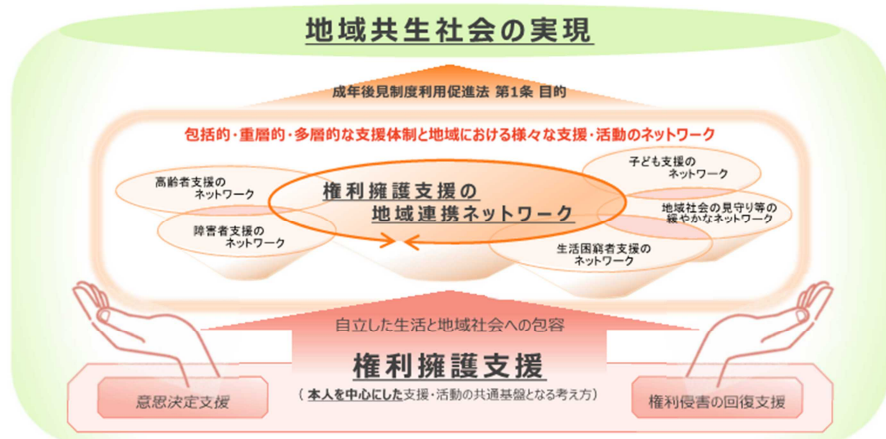 地域共生社会の実現
成年後見制度利用促進法 第1条 目的
包括的・重層的・多層的な支援体制と地域における様々な支援・活動のネットワーク
高齢者支援の
ネットワーク
障害者支援の
ネットワーク
権利擁護支援の
地域連携ネットワーク
子ども支援の
ネットワーク
地域社会の見守り等の
緩やかなネットワーク
生活困窮者支援の
ネットワーク
自立した生活と地域社会への包容
権利擁護支援
(本人を中心にした支援・活動の共通基盤となる考え方)
意思決定支援
権利侵害の回復支援